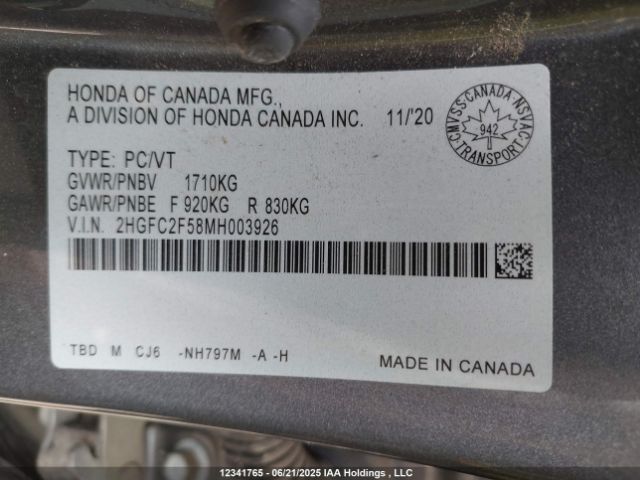 HONDA OF CANADA MFG.,
A DIVISION OF HONDA CANADA INC. 11/'20
CMVSS·CANADA·NSVAC
942
TRANSPORT
TYPE: PC/VT
GVWR/PNBV 1710KG
GAWR/PNBE F 920KG R 830KG
V.I.N. 2HGFC2F58MH003926
TBD M CJ6 -NH797M -A -H
MADE IN CANADA
12341765 - 06/21/2025 IAA Holdings , LLC